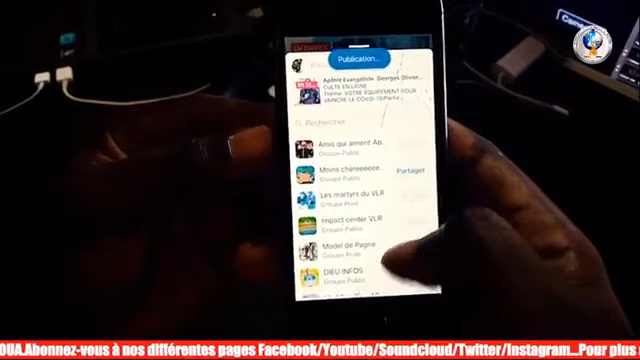 Camer
Publication...
Apôtre Evangéliste Georges Olivier...
CULTE EN LIGNE
Thème: VOTRE ÉQUIPEMENT POUR
VAINCRE LE COVID-19/Partie...
Rechercher
Amis qui aiment Ap.
Groupe Public
Moins chéreeeeee...
Groupe Public
Partager
Les martyrs du VLR
Groupe Privé
Impact center VLR
Groupe Public
Model de Pagne
Groupe Privé
DIEU INFOS
Groupe Public
OUA.Abonnez-vous à nos différentes pages Facebook/Youtube/Soundcloud/Twitter/Instagram..Pour plus